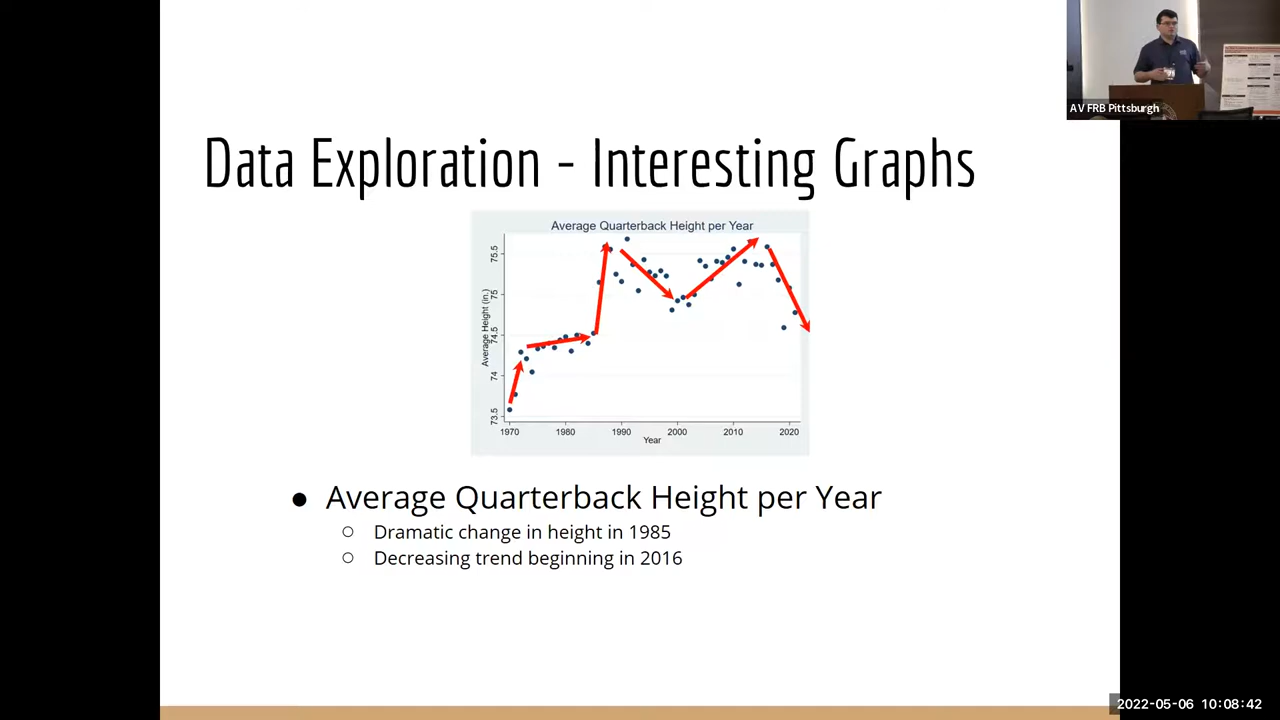 AV FRB Pittsburgh
Data Exploration - Interesting Graphs
Average Quarterback Height per Year
Average Height (in.)
75.5
75
74.5
74
73.5
1970 1980 1990 2000 2010 2020
Year
● Average Quarterback Height per Year
○ Dramatic change in height in 1985
○ Decreasing trend beginning in 2016
2022-05-06 10:08:42